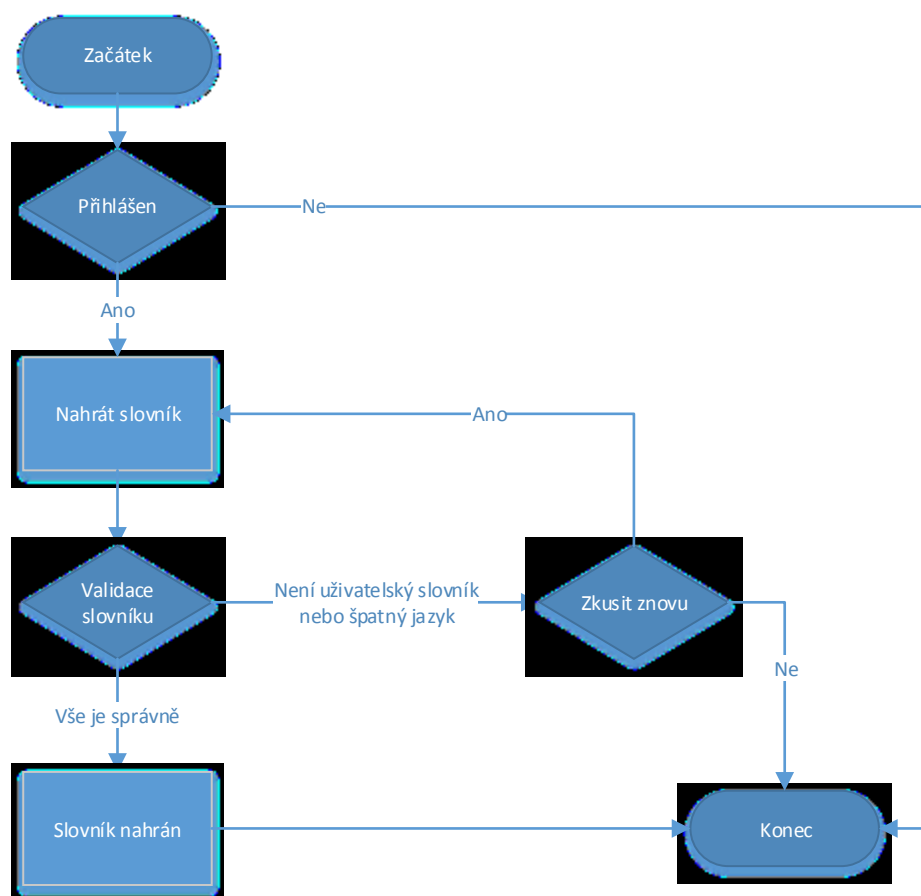 Začátek
Přihlášen
Ne
Ano
Nahrát slovník
Ano
Validace
slovníku
Není uživatelský slovník
nebo špatný jazyk
Zkusit znovu
Ne
Vše je správně
Slovník nahrán
Konec